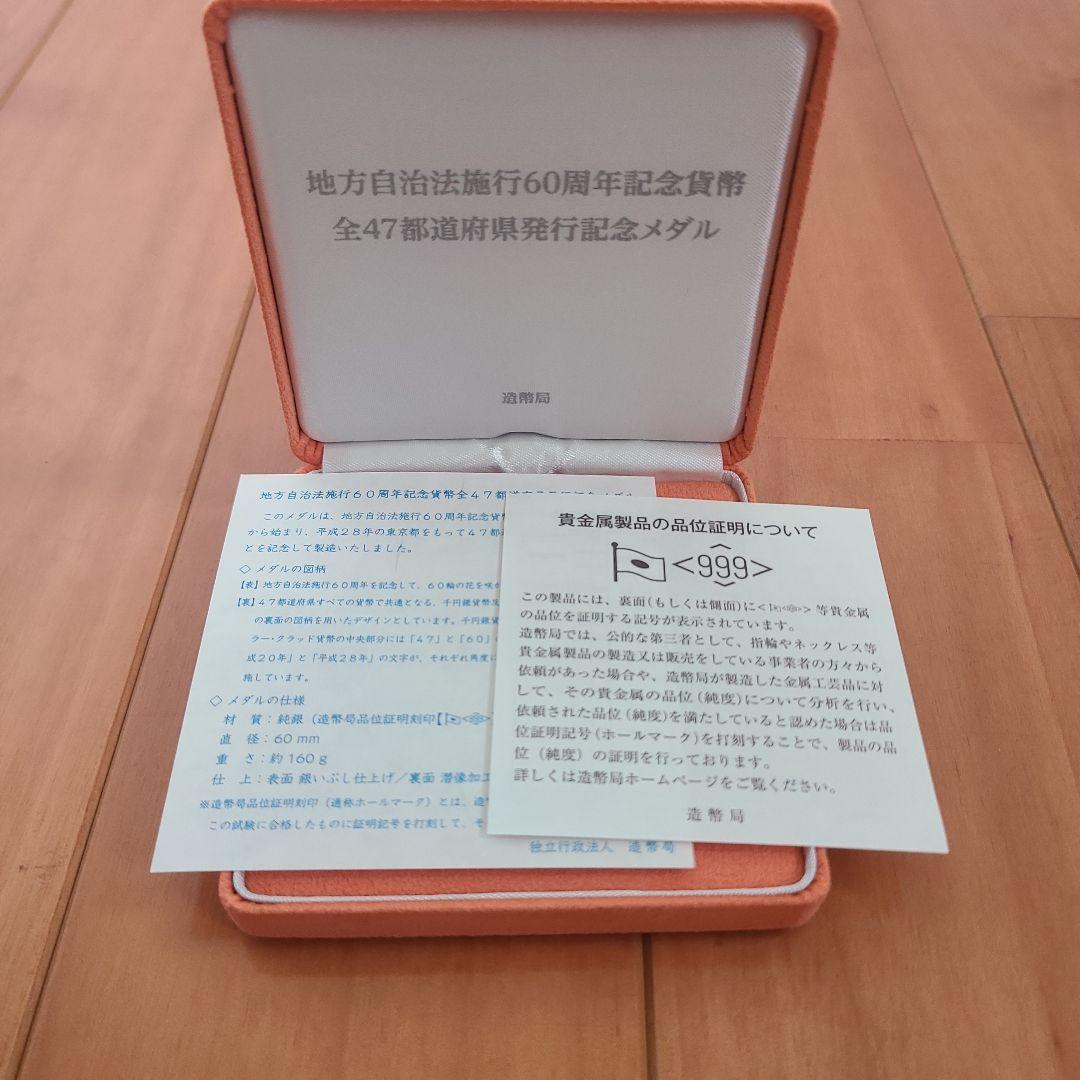 地方自治法施行60周年記念貨幣
全47都道府県発行記念メダル
造幣局
地方自治法施行60周年記念貨幣全47都道
このメダルは、地方自治法施行60周年記念貨
から始まり、平成28年の東京都をもって47都
とを記念して製造いたしました。
◇メダルの図柄
【表】地方自治法施行60周年を記念して、60輪の花を咲か
【裏】47都道府県すべての貨幣で共通となる、千円銀貨幣及
の裏面の図柄を用いたデザインとしています。千円銀貨
ラー・クラッド貨幣の中央部分には「47」と「60」
成20年」と「平成28年」の文字が、それぞれ角度に
施しています。
◇メダルの仕様
材 質：純銀（造幣局品位証明刻印【
直 径：60mm
重 さ：約160g
仕 上：表面 銀いぶし仕上げ／裏面 潜像加工
※造幣局品位証明刻印（通称ホールマーク）とは、造
この試験に合格したものに証明記号を打刻して、そ
独立行政法人 造幣局
貴金属製品の品位証明について
<999>
この製品には、裏面(もしくは側面)に< >等貴金属
の品位を証明する記号が表示されています。
造幣局では、公的な第三者として、指輪やネックレス等
貴金属製品の製造又は販売をしている事業者の方々から
依頼があった場合や、造幣局が製造した金属工芸品に対
して、その貴金属の品位(純度)について分析を行い、
依頼された品位(純度)を満たしていると認めた場合は品
位証明記号(ホールマーク)を打刻することで、製品の品
位(純度)の証明を行っております。
詳しくは造幣局ホームページをご覧ください。
造幣局